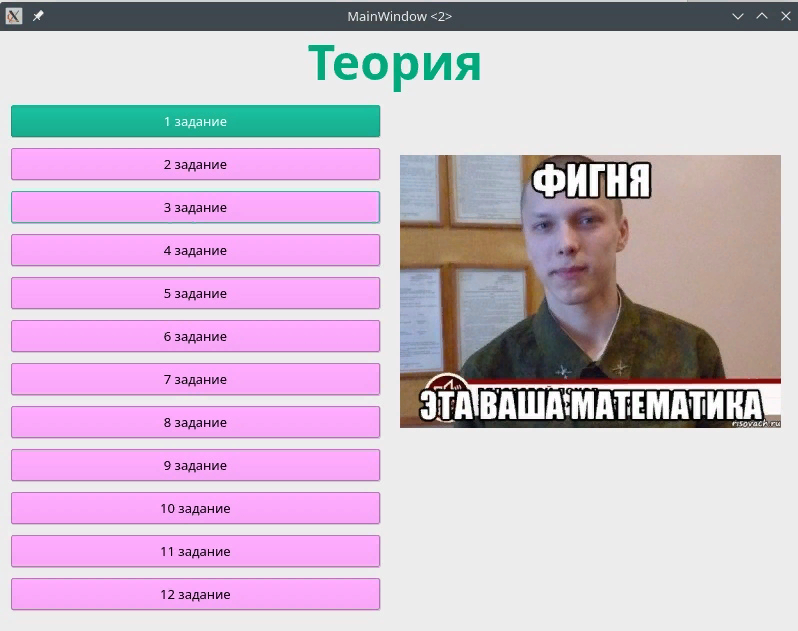 MainWindow <2>
Теория
1 задание
2 задание
3 задание
4 задание
5 задание
6 задание
7 задание
8 задание
9 задание
10 задание
11 задание
12 задание
ФИГНЯ
ЭТА ВАША МАТЕМАТИКА
risovach.ru